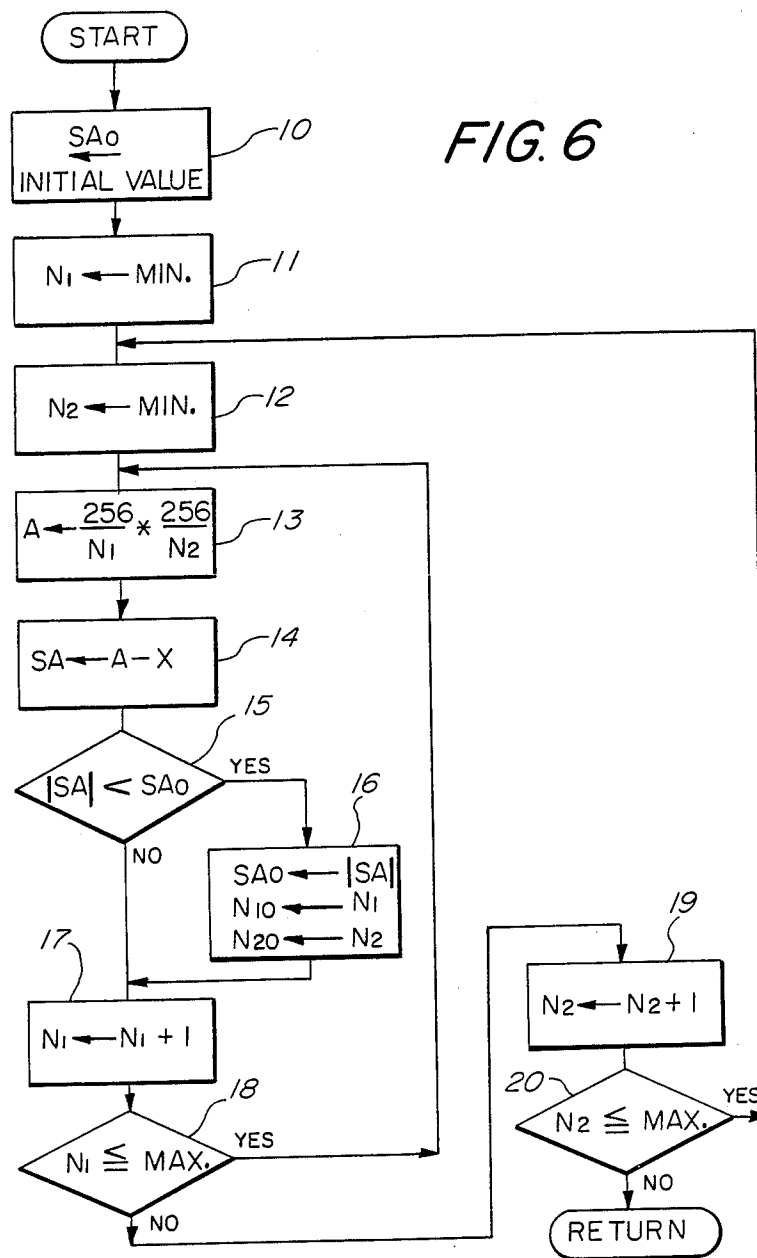 START
FIG. 6
SAo
←
INITIAL VALUE
10
N1 ← MIN.
11
N2 ← MIN.
12
A ← 256/N1 * 256/N2
13
SA ← A − X
14
15
|SA| < SAo
YES
NO
16
SAo ← |SA|
N10 ← N1
N20 ← N2
17
N1 ← N1 + 1
18
N1 ≦ MAX.
YES
NO
19
N2 ← N2 + 1
20
N2 ≦ MAX.
YES
NO
RETURN